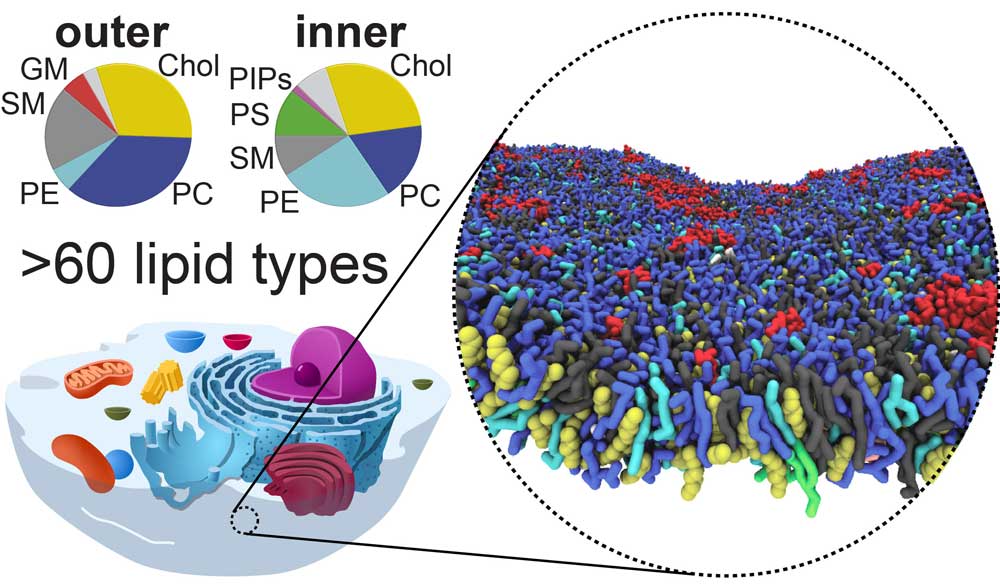 outer
GM
Chol
SM
PE
PC
inner
PIPs
Chol
PS
SM
PE
PC
>60 lipid types